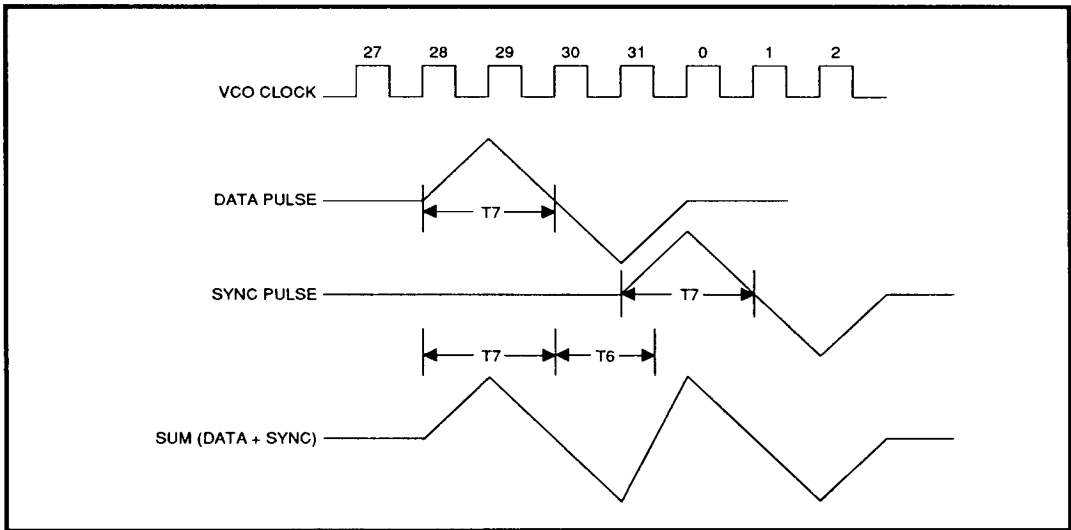 27 28 29 30 31 0 1 2
VCO CLOCK
DATA PULSE
T7
SYNC PULSE
T7
T7 T6
SUM (DATA + SYNC)